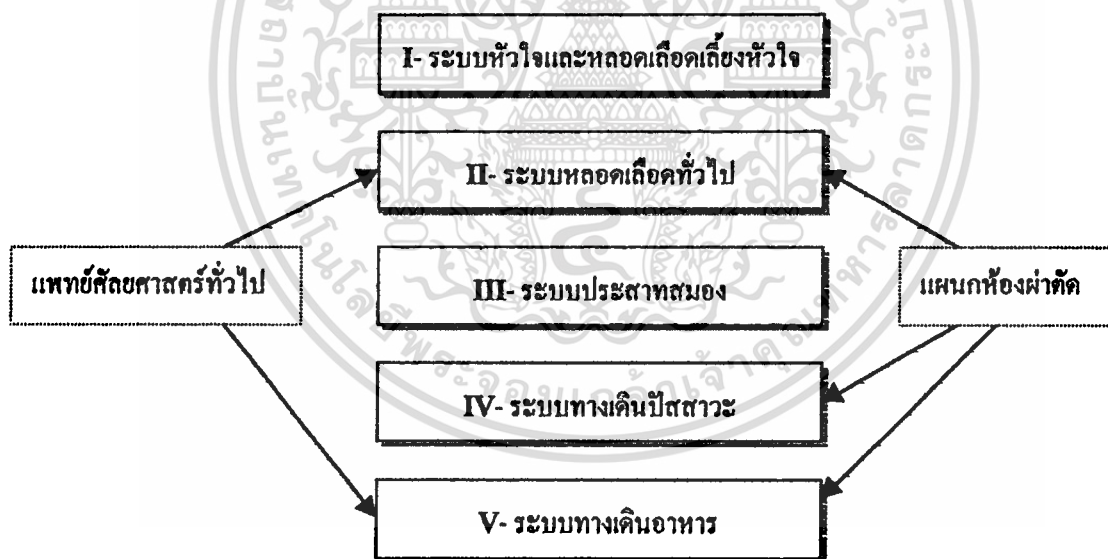 I- ระบบหัวใจและหลอดเลือดเลี้ยงหัวใจ
II- ระบบหลอดเลือดทั่วไป
แพทย์ศัลยศาสตร์ทั่วไป
III- ระบบประสาทสมอง
แผนกห้องผ่าตัด
IV- ระบบทางเดินปัสสาวะ
V- ระบบทางเดินอาหาร